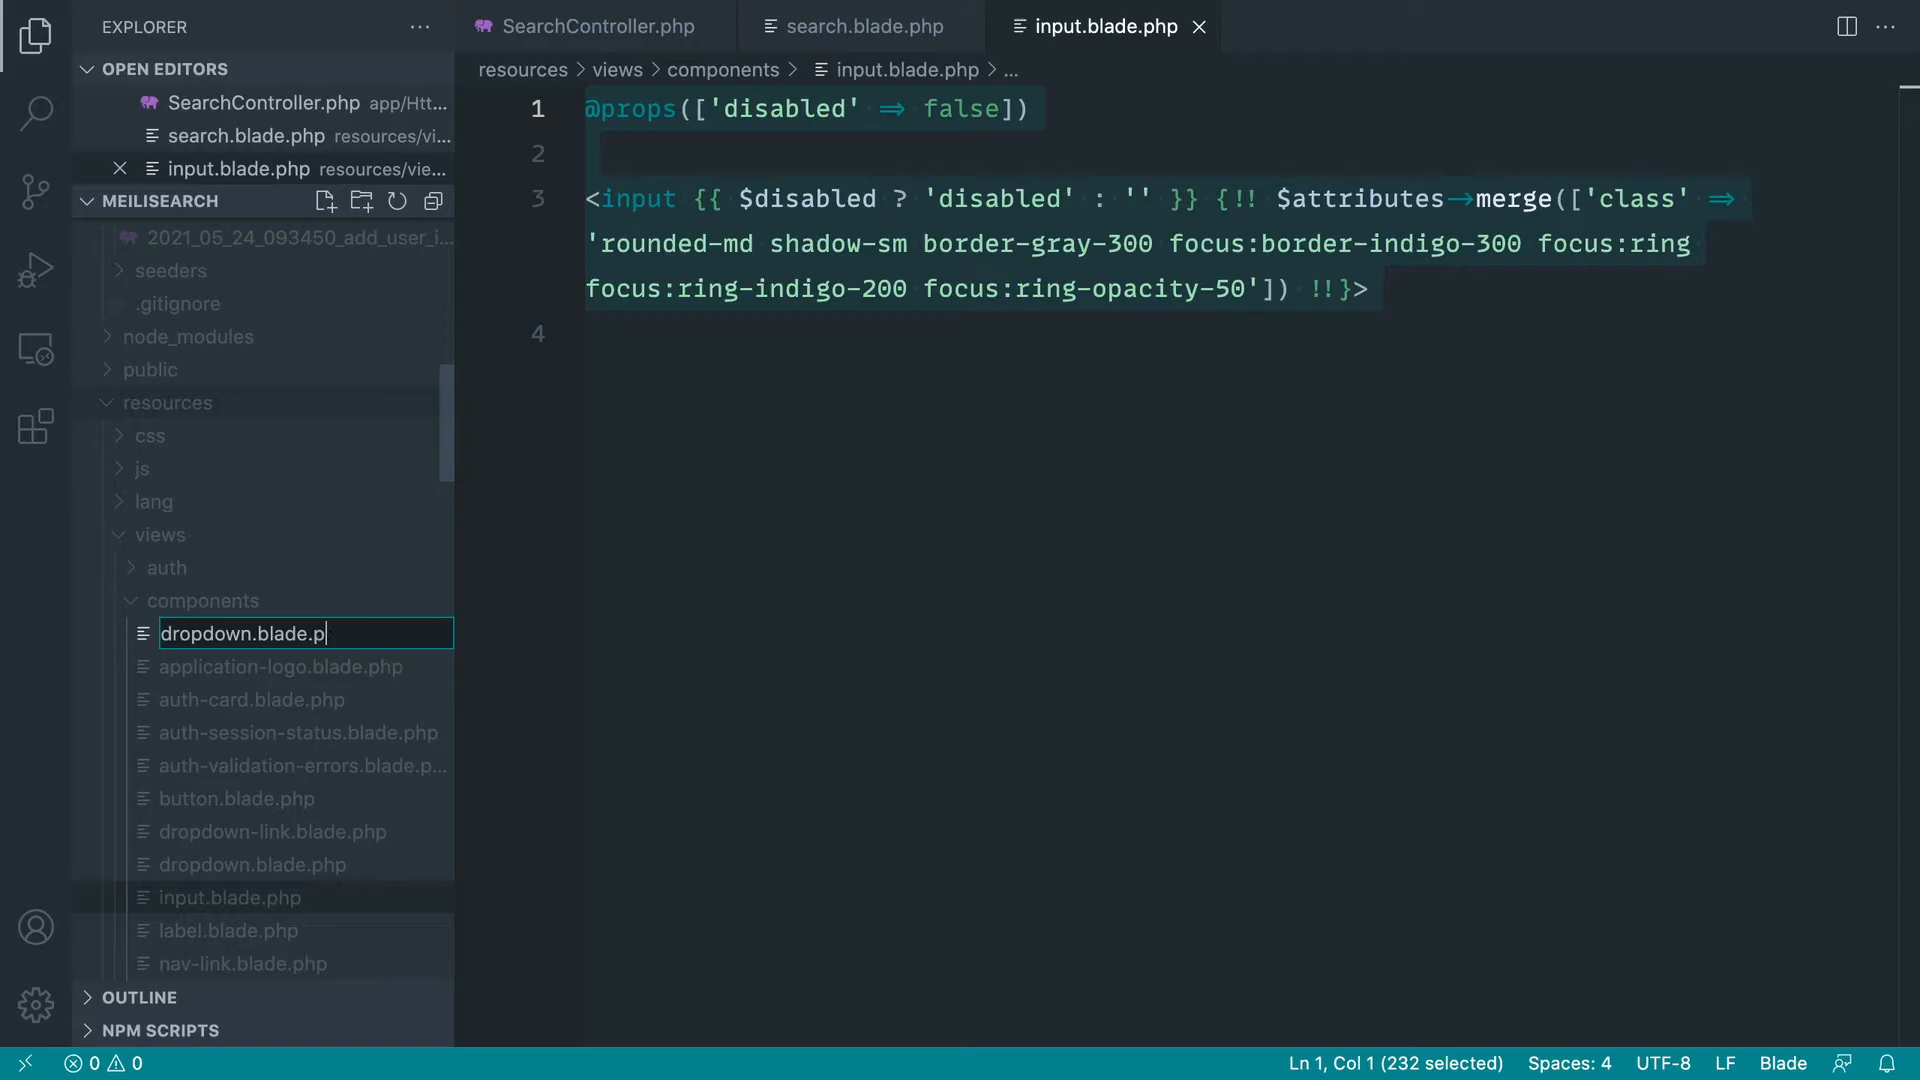 EXPLORER
OPEN EDITORS
SearchController.php app/Htt...
search.blade.php resources/vi...
input.blade.php resources/vie...
MEILISEARCH
2021_05_24_093450_add_user_i...
seeders
.gitignore
node_modules
public
resources
css
js
lang
views
auth
components
dropdown.blade.p
application-logo.blade.php
auth-card.blade.php
auth-session-status.blade.php
auth-validation-errors.blade.p...
button.blade.php
dropdown-link.blade.php
dropdown.blade.php
input.blade.php
label.blade.php
nav-link.blade.php
OUTLINE
NPM SCRIPTS
SearchController.php search.blade.php input.blade.php
resources > views > components > input.blade.php > ...
1 @props(['disabled' => false])
2
3 <input {{ $disabled ? 'disabled' : '' }} {!! $attributes->merge(['class' =>
'rounded-md shadow-sm border-gray-300 focus:border-indigo-300 focus:ring
focus:ring-indigo-200 focus:ring-opacity-50']) !!}>
4
0 0 Ln 1, Col 1 (232 selected) Spaces: 4 UTF-8 LF Blade